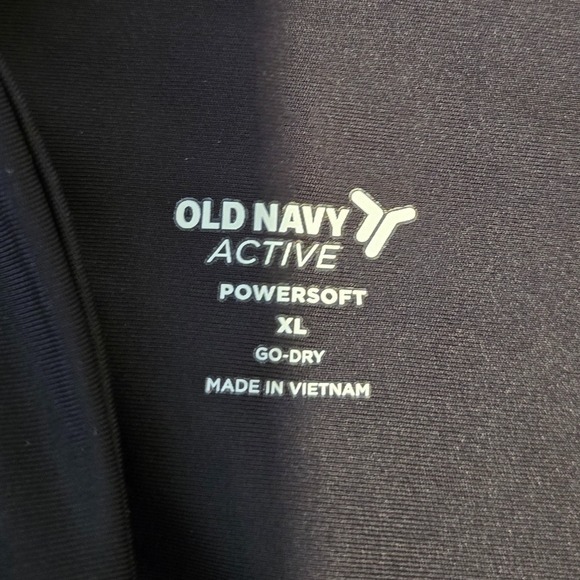 OLD NAVY
ACTIVE
POWERSOFT
XL
GO-DRY
MADE IN VIETNAM